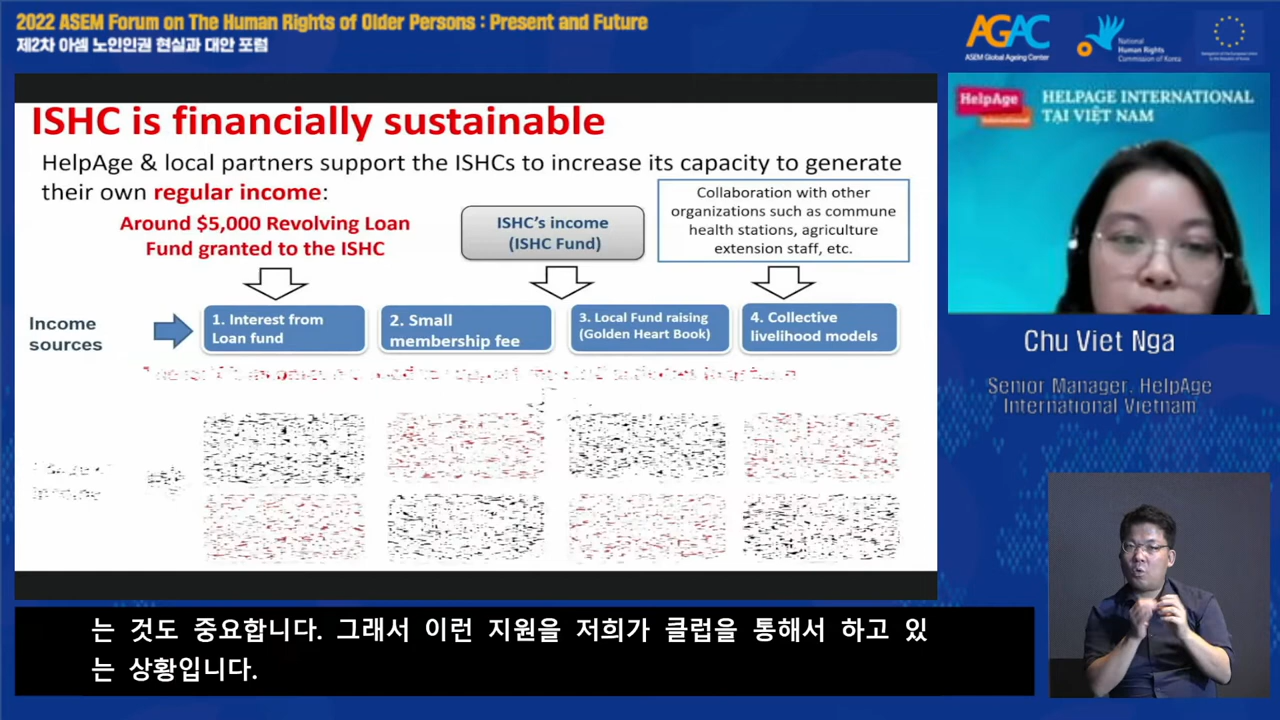 2022 ASEM Forum on The Human Rights of Older Persons : Present and Future
제2차 아셈 노인인권 현실과 대안 포럼
AGAC
ASEM Global Ageing Center
National
Human Rights
Commission of Korea
ISHC is financially sustainable
HelpAge & local partners support the ISHCs to increase its capacity to generate
their own regular income:
Around $5,000 Revolving Loan
Fund granted to the ISHC
ISHC's income
(ISHC Fund)
Collaboration with other
organizations such as commune
health stations, agriculture
extension staff, etc.
Income
sources
1. Interest from
Loan fund
2. Small
membership fee
3. Local Fund raising
(Golden Heart Book)
4. Collective
livelihood models
HelpAge
International
HELPAGE INTERNATIONAL
TẠI VIỆT NAM
Chu Viet Nga
Senior Manager. HelpAge
International Vietnam
는 것도 중요합니다. 그래서 이런 지원을 저희가 클럽을 통해서 하고 있
는 상황입니다.